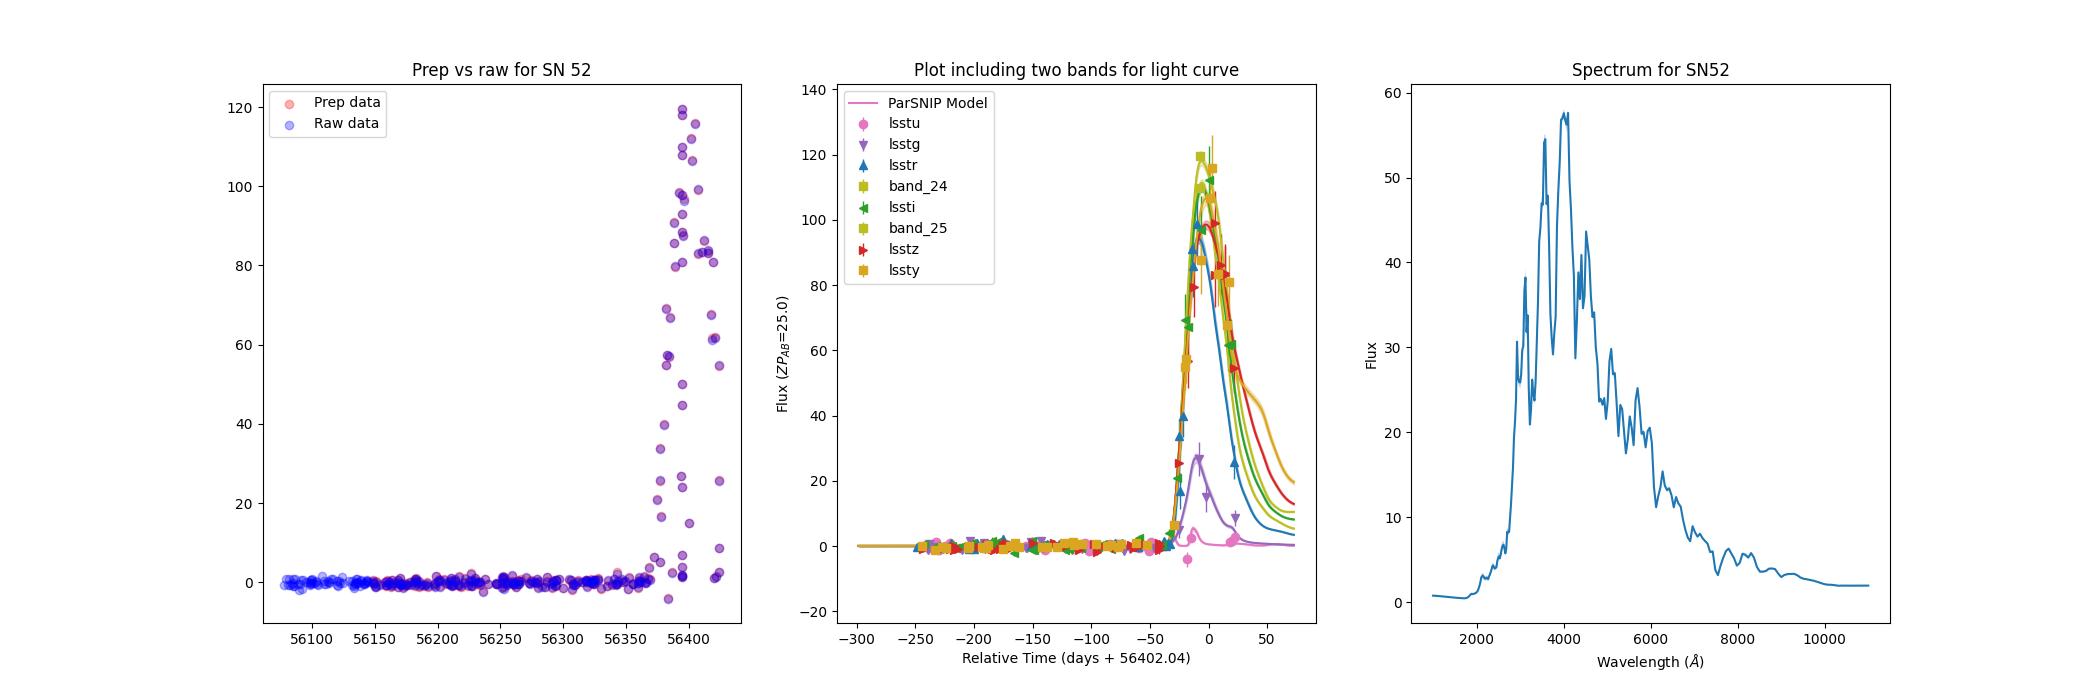 Prep vs raw for SN 52
Prep data
Raw data
120
100
80
60
40
20
0
56100 56150 56200 56250 56300 56350 56400
Plot including two bands for light curve
ParSNIP Model
lsstu
lsstg
lsstr
band_24
lssti
band_25
lsstz
lssty
140
120
100
80
60
40
20
0
−20
Flux (ZP_AB=25.0)
−300 −250 −200 −150 −100 −50 0 50
Relative Time (days + 56402.04)
Spectrum for SN52
60
50
40
30
20
10
0
Flux
2000 4000 6000 8000 10000
Wavelength (Å)